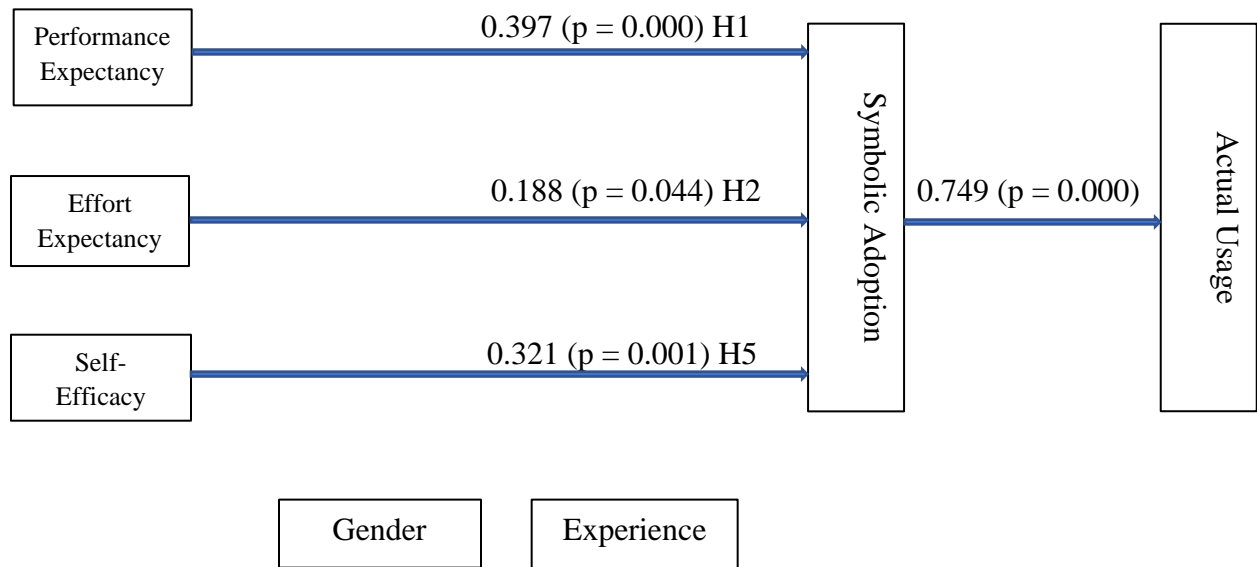 Performance
Expectancy
0.397 (p = 0.000) H1
Effort
Expectancy
0.188 (p = 0.044) H2
Self-
Efficacy
0.321 (p = 0.001) H5
Symbolic Adoption
0.749 (p = 0.000)
Actual Usage
Gender
Experience